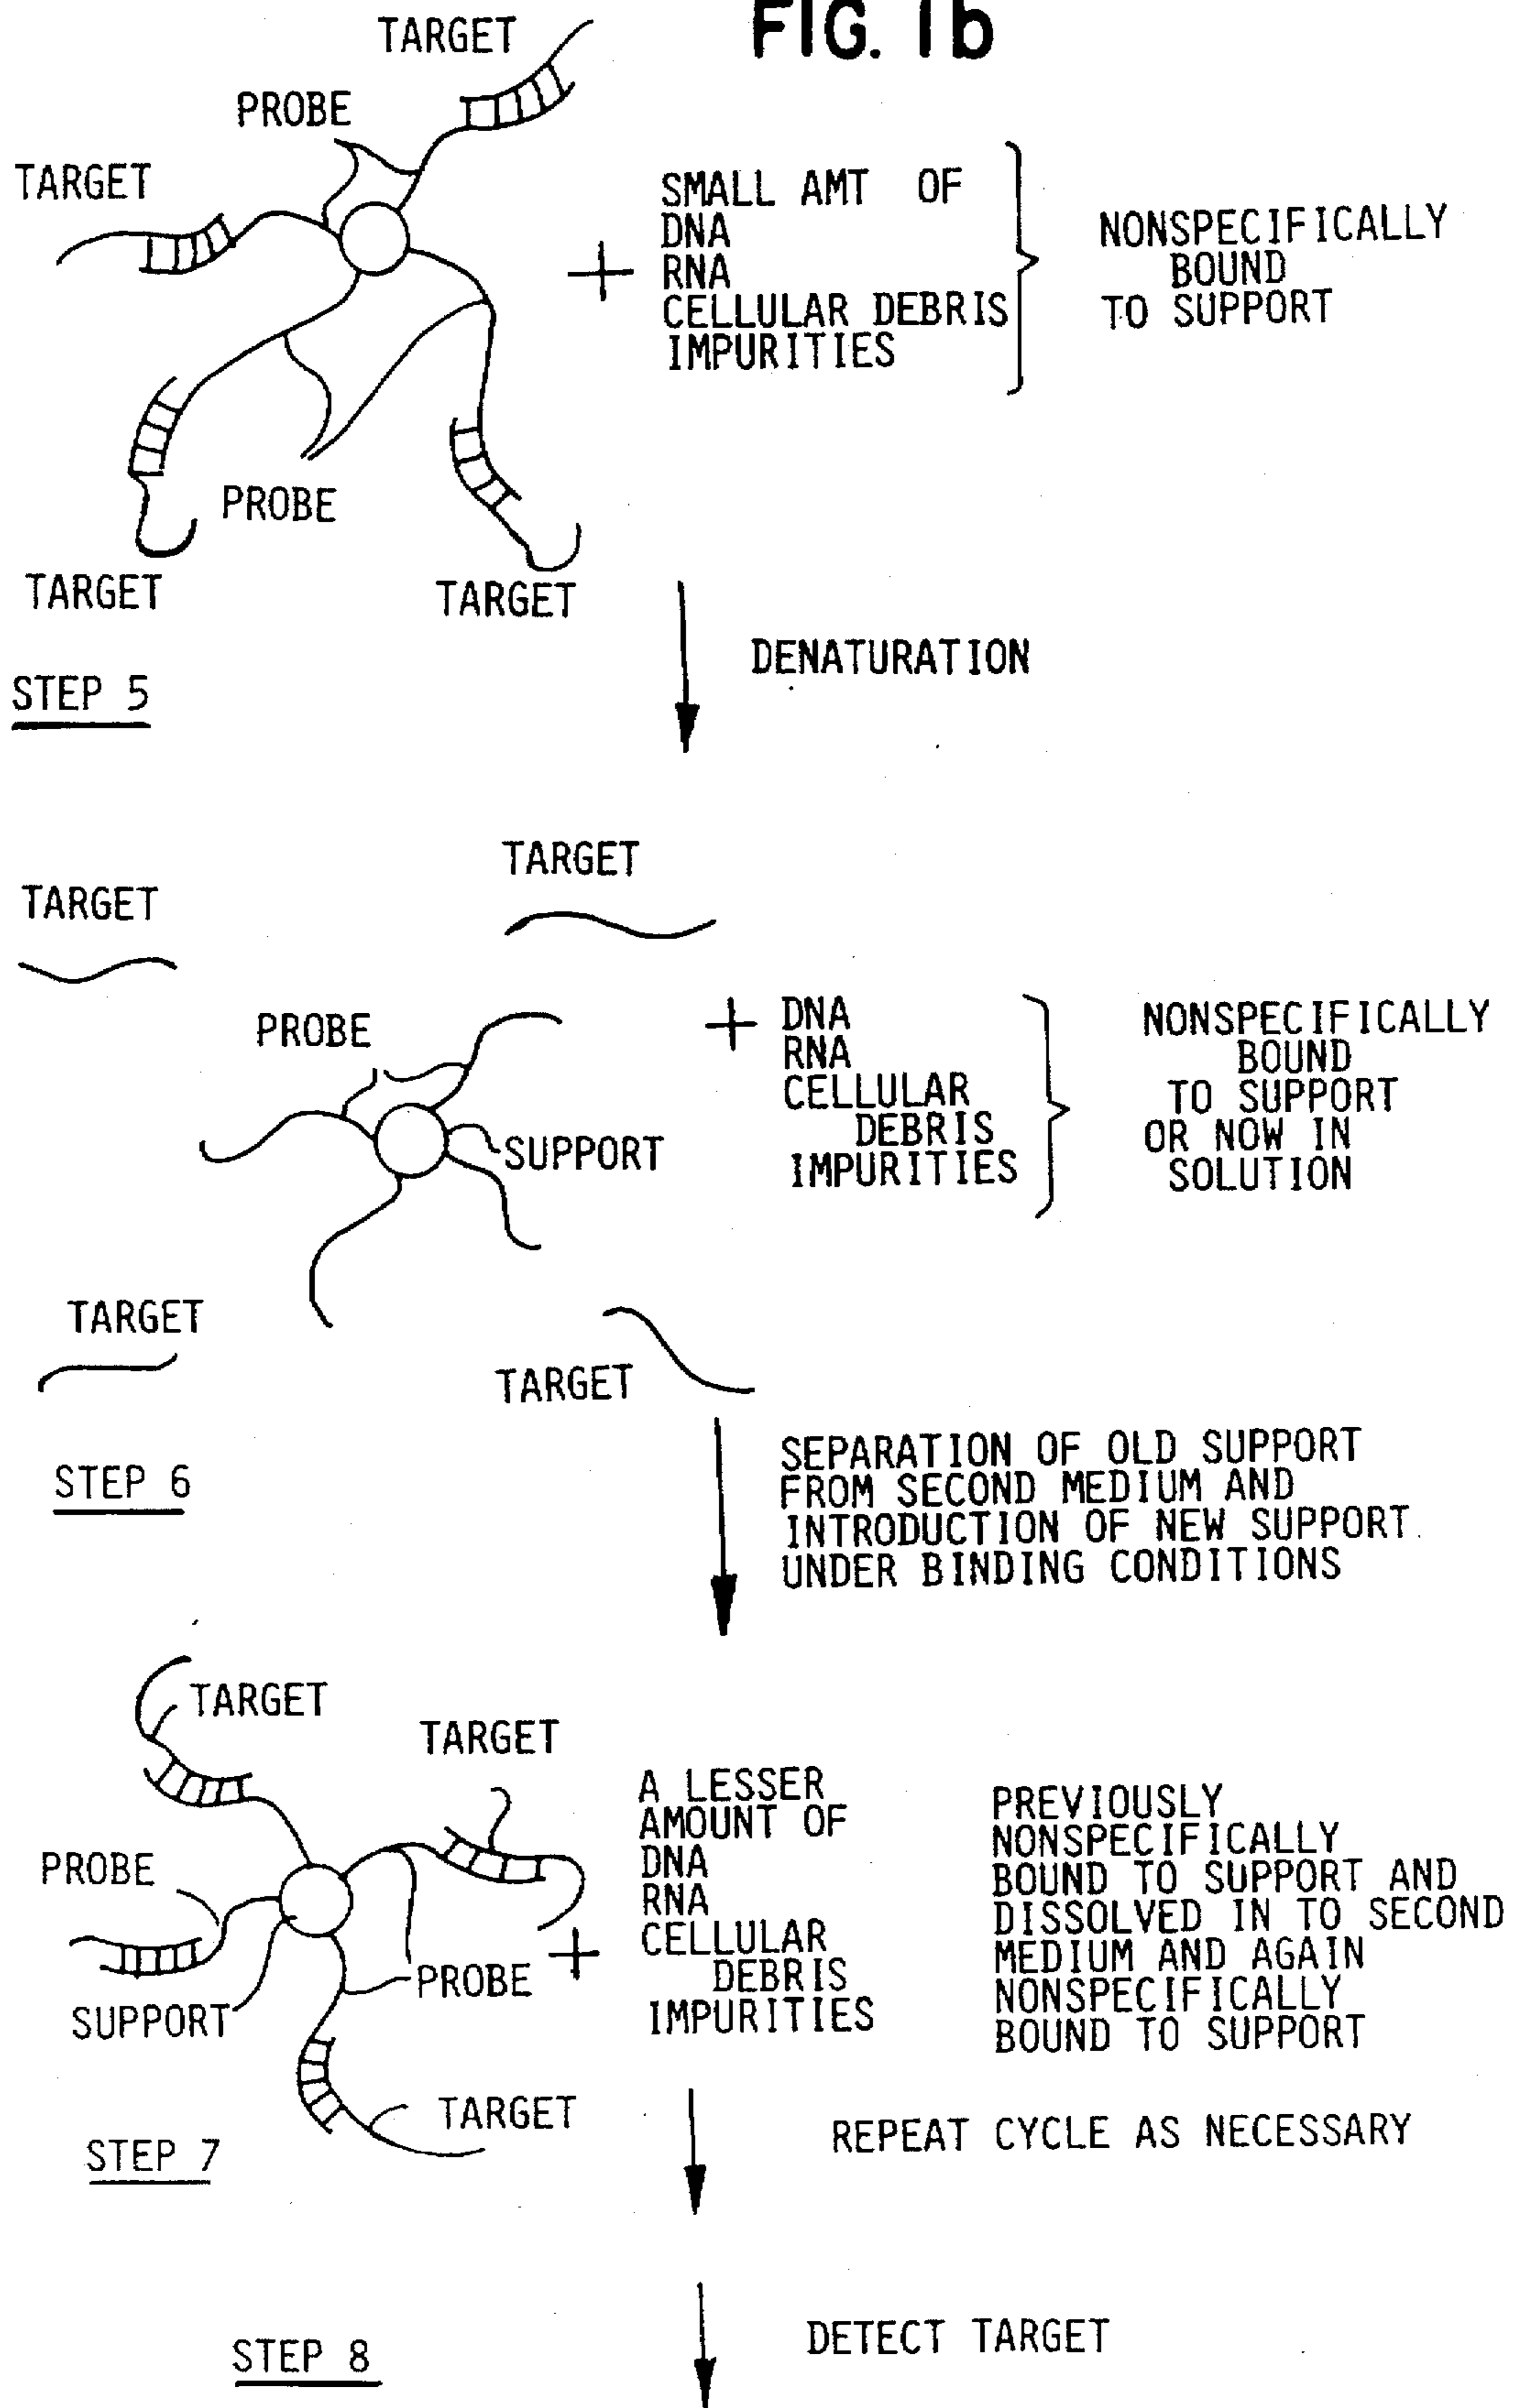 FIG. 1b
TARGET
PROBE
TARGET
SMALL AMT OF
DNA
RNA
CELLULAR DEBRIS
IMPURITIES
NONSPECIFICALLY
BOUND
TO SUPPORT
PROBE
TARGET
TARGET
DENATURATION
STEP 5
TARGET
TARGET
PROBE
SUPPORT
DNA
RNA
CELLULAR
DEBRIS
IMPURITIES
NONSPECIFICALLY
BOUND
TO SUPPORT
OR NOW IN
SOLUTION
TARGET
TARGET
STEP 6
SEPARATION OF OLD SUPPORT
FROM SECOND MEDIUM AND
INTRODUCTION OF NEW SUPPORT
UNDER BINDING CONDITIONS
TARGET
TARGET
PROBE
SUPPORT
PROBE
+
A LESSER
AMOUNT OF
DNA
RNA
CELLULAR
DEBRIS
IMPURITIES
PREVIOUSLY
NONSPECIFICALLY
BOUND TO SUPPORT AND
DISSOLVED IN TO SECOND
MEDIUM AND AGAIN
NONSPECIFICALLY
BOUND TO SUPPORT
TARGET
STEP 7
REPEAT CYCLE AS NECESSARY
STEP 8
DETECT TARGET